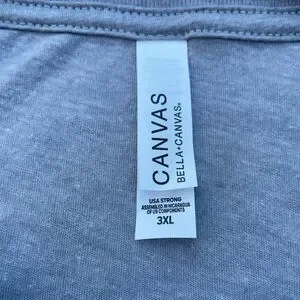 CANVAS
BELLA+CANVAS®
USA STRONG
ASSEMBLED IN NICARAGUA
OF US COMPONENTS
3XL